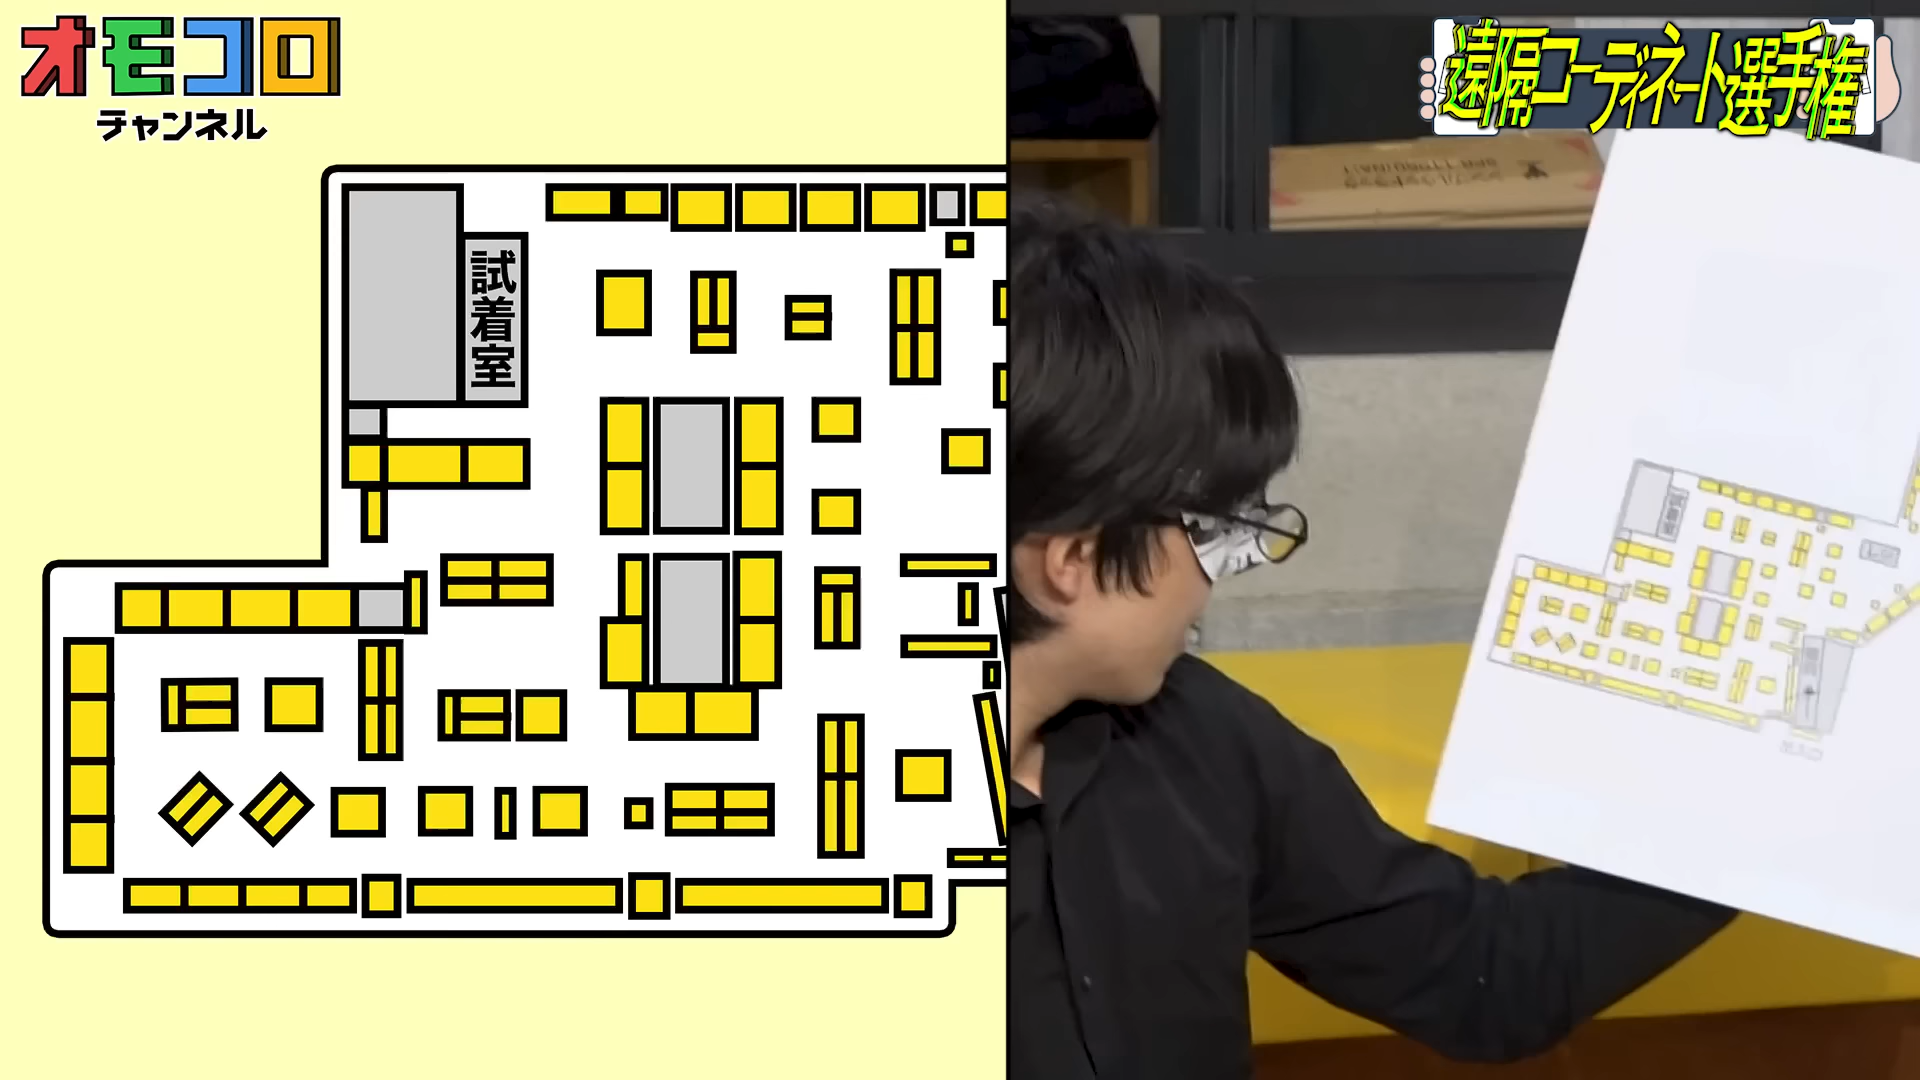 オモコロ
チャンネル
遠隔コーディネート選手権
試着室